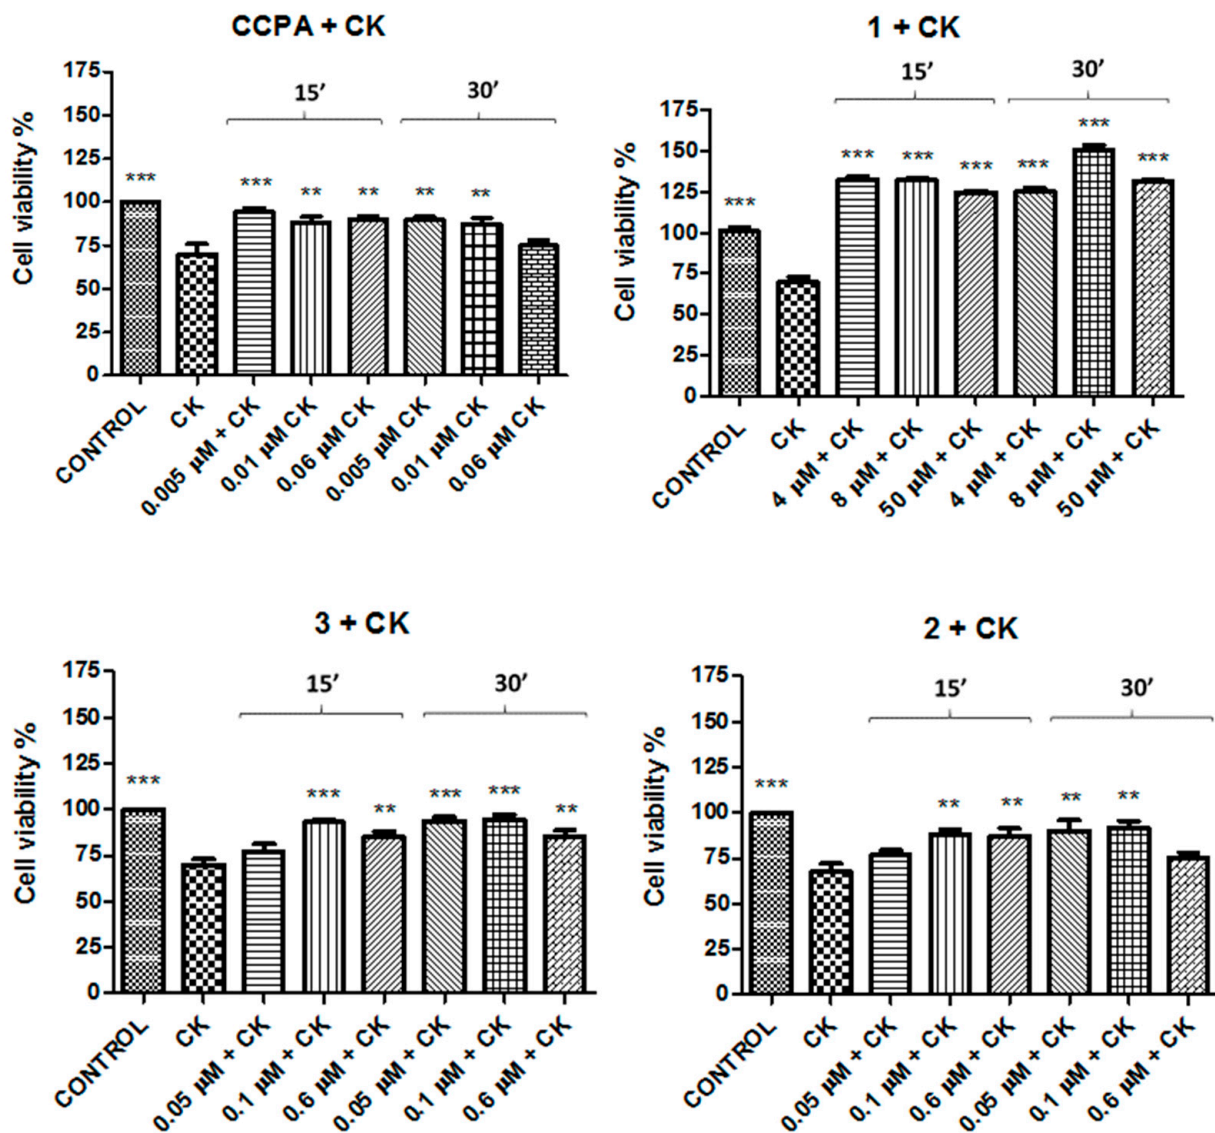 CCPA + CK
Cell viability %
175
150
125
100
75
50
25
0
15’
30’
***
***
**
**
**
**
CONTROL
CK
0.005 µM + CK
0.01 µM CK
0.06 µM CK
0.005 µM CK
0.01 µM CK
0.06 µM CK
1 + CK
Cell viability %
175
150
125
100
75
50
25
0
15’
30’
***
***
***
***
***
***
***
CONTROL
CK
4 µM + CK
8 µM + CK
50 µM + CK
4 µM + CK
8 µM + CK
50 µM + CK
3 + CK
Cell viability %
175
150
125
100
75
50
25
0
15’
30’
***
***
**
***
***
**
CONTROL
CK
0.05 µM + CK
0.1 µM + CK
0.6 µM + CK
0.05 µM + CK
0.1 µM + CK
0.6 µM + CK
2 + CK
Cell viability %
175
150
125
100
75
50
25
0
15’
30’
***
**
**
**
**
CONTROL
CK
0.05 µM + CK
0.1 µM + CK
0.6 µM + CK
0.05 µM + CK
0.1 µM + CK
0.6 µM + CK